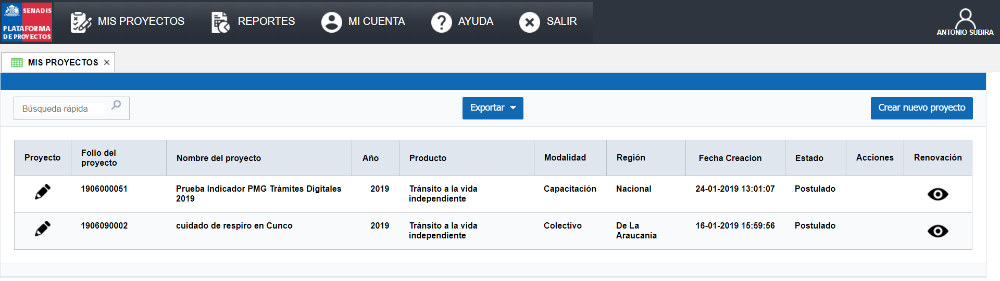 SENADIS
PLATAFORMA
DE PROYECTOS
MIS PROYECTOS
REPORTES
MI CUENTA
AYUDA
SALIR
ANTONIO SUBIRA
MIS PROYECTOS
Búsqueda rápida
Exportar
Crear nuevo proyecto
Proyecto
Folio del
proyecto
Nombre del proyecto
Año
Producto
Modalidad
Región
Fecha Creacion
Estado
Acciones
Renovación
1906000051
Prueba Indicador PMG Trámites Digitales
2019
2019
Tránsito a la vida
independiente
Capacitación
Nacional
24-01-2019 13:01:07
Postulado
1906090002
cuidado de respiro en Cunco
2019
Tránsito a la vida
independiente
Colectivo
De La
Araucanía
16-01-2019 15:59:56
Postulado